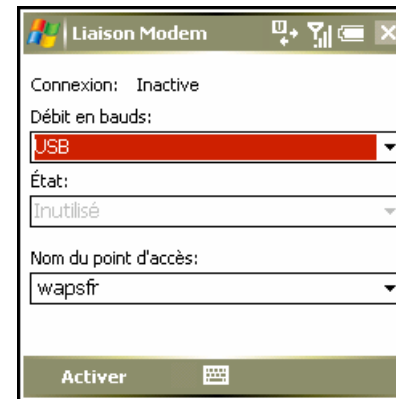 Liaison Modem
Connexion: Inactive
Débit en bauds:
USB
État:
Inutilisé
Nom du point d'accès:
wapsfr
Activer